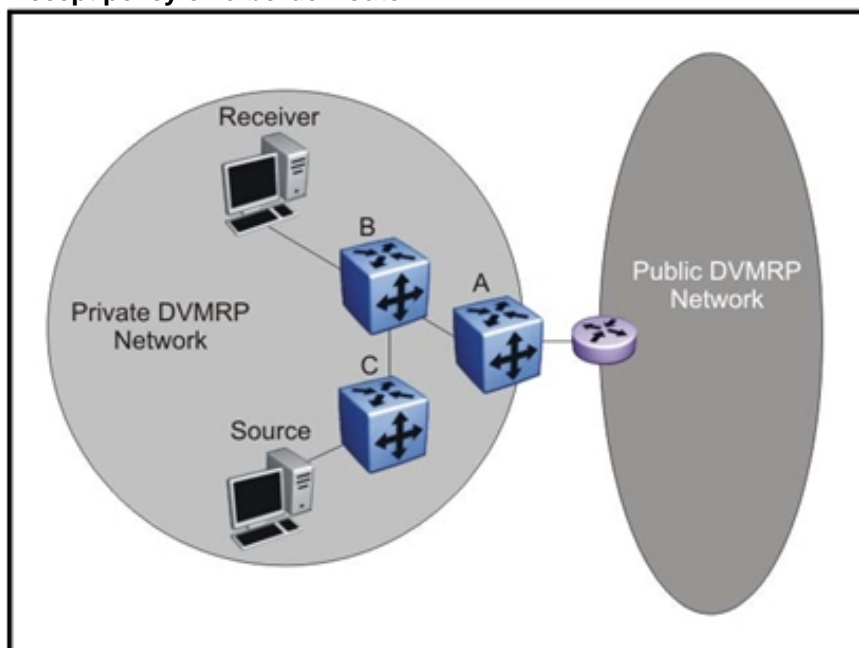 Receiver
B
A
Public DVMRP
Network
Private DVMRP
Network
C
Source